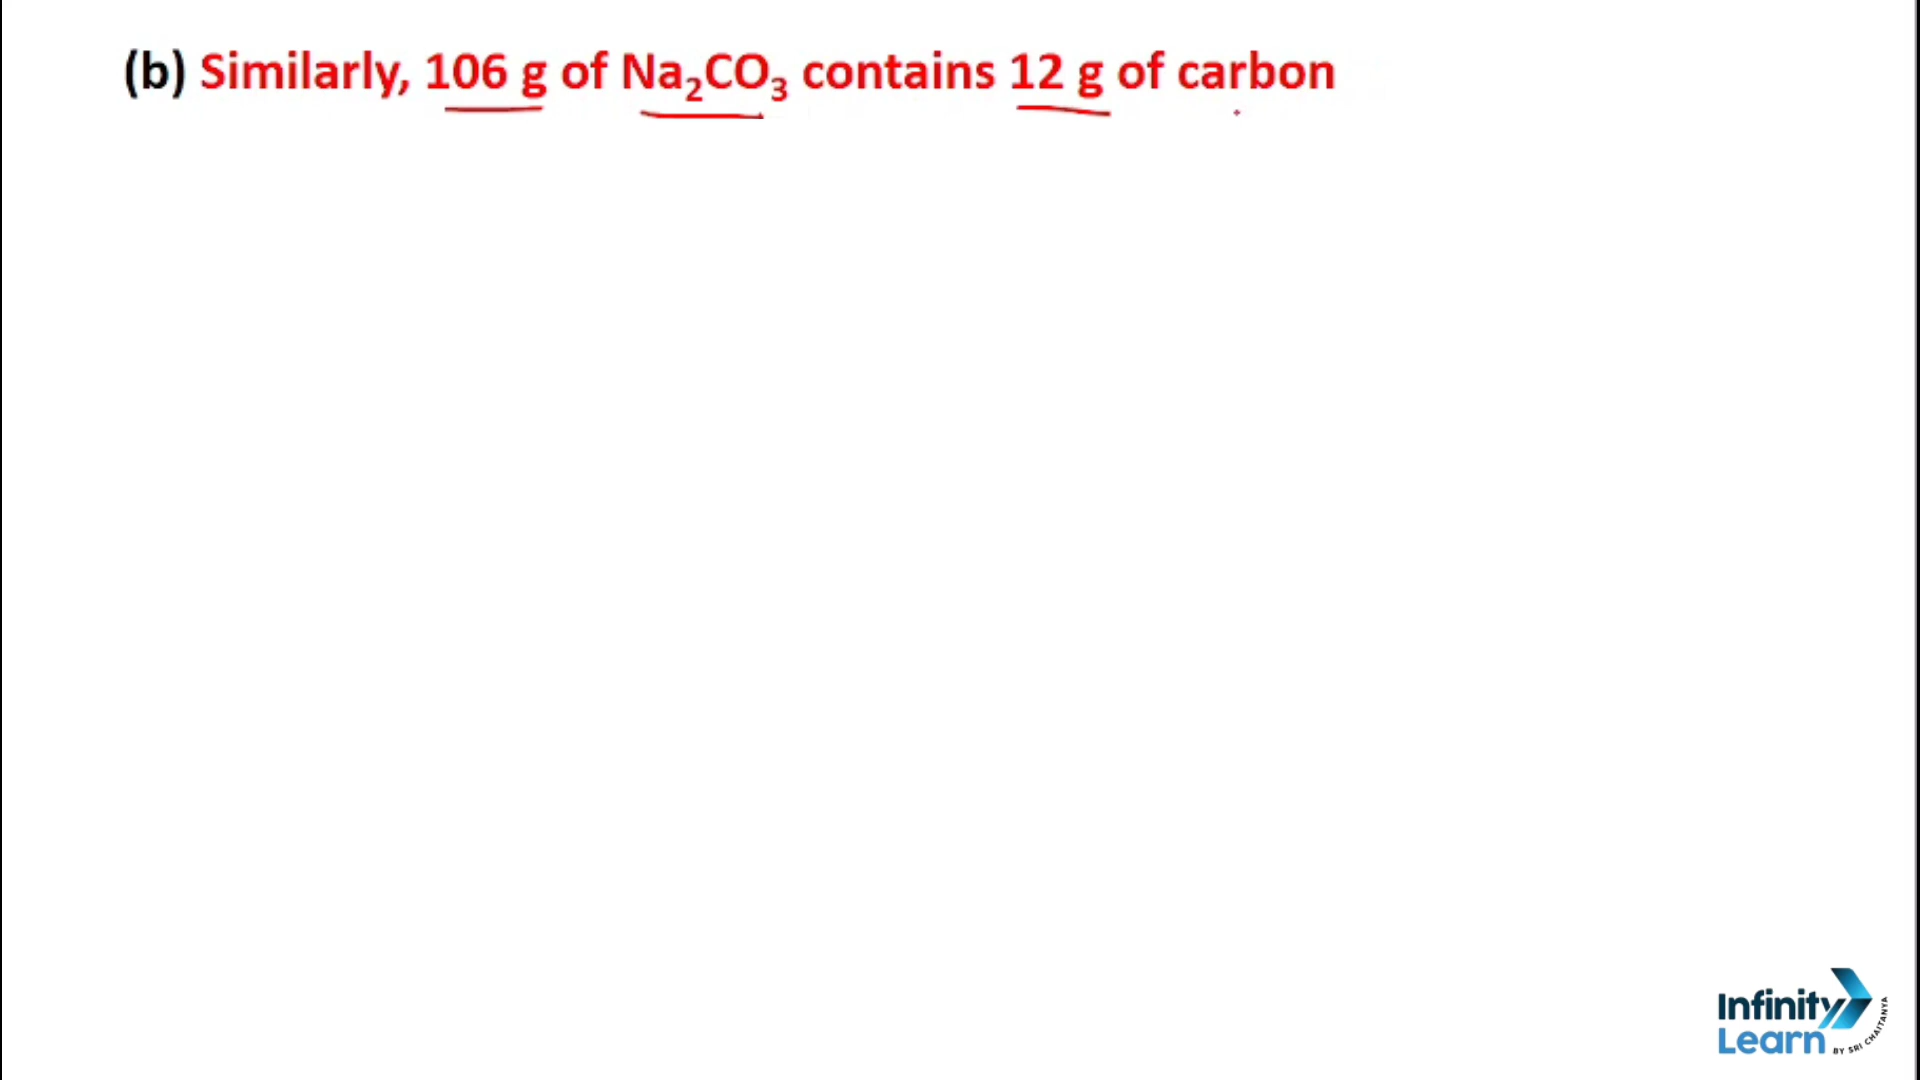 (b) Similarly, 106 g of Na₂CO₃ contains 12 g of carbon
Infinity
Learn
BY SRI CHAITANYA